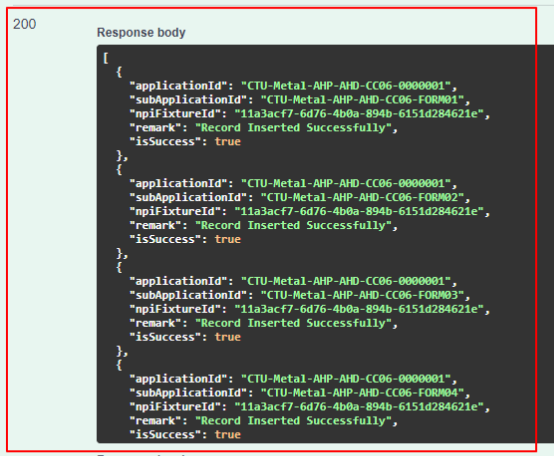 200
Response body
[
{
"applicationId": "CTU-Metal-AHP-AHD-CC06-0000001",
"subApplicationId": "CTU-Metal-AHP-AHD-CC06-FORM01",
"npiFixtureId": "11a3acf7-6d76-4b0a-894b-6151d284621e",
"remark": "Record Inserted Successfully",
"isSuccess": true
},
{
"applicationId": "CTU-Metal-AHP-AHD-CC06-0000001",
"subApplicationId": "CTU-Metal-AHP-AHD-CC06-FORM02",
"npiFixtureId": "11a3acf7-6d76-4b0a-894b-6151d284621e",
"remark": "Record Inserted Successfully",
"isSuccess": true
},
{
"applicationId": "CTU-Metal-AHP-AHD-CC06-0000001",
"subApplicationId": "CTU-Metal-AHP-AHD-CC06-FORM03",
"npiFixtureId": "11a3acf7-6d76-4b0a-894b-6151d284621e",
"remark": "Record Inserted Successfully",
"isSuccess": true
},
{
"applicationId": "CTU-Metal-AHP-AHD-CC06-0000001",
"subApplicationId": "CTU-Metal-AHP-AHD-CC06-FORM04",
"npiFixtureId": "11a3acf7-6d76-4b0a-894b-6151d284621e",
"remark": "Record Inserted Successfully",
"isSuccess": true